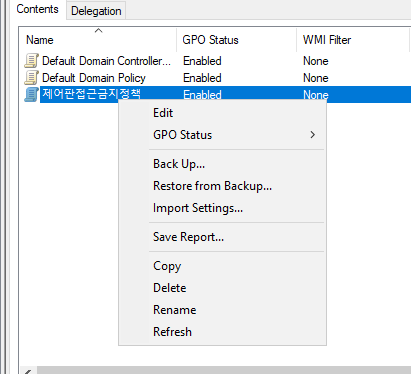 Contents Delegation
Name GPO Status WMI Filter
Default Domain Controller... Enabled None
Default Domain Policy Enabled None
제어판접근금지정책 Enabled None
Edit
GPO Status
Back Up...
Restore from Backup...
Import Settings...
Save Report...
Copy
Delete
Rename
Refresh